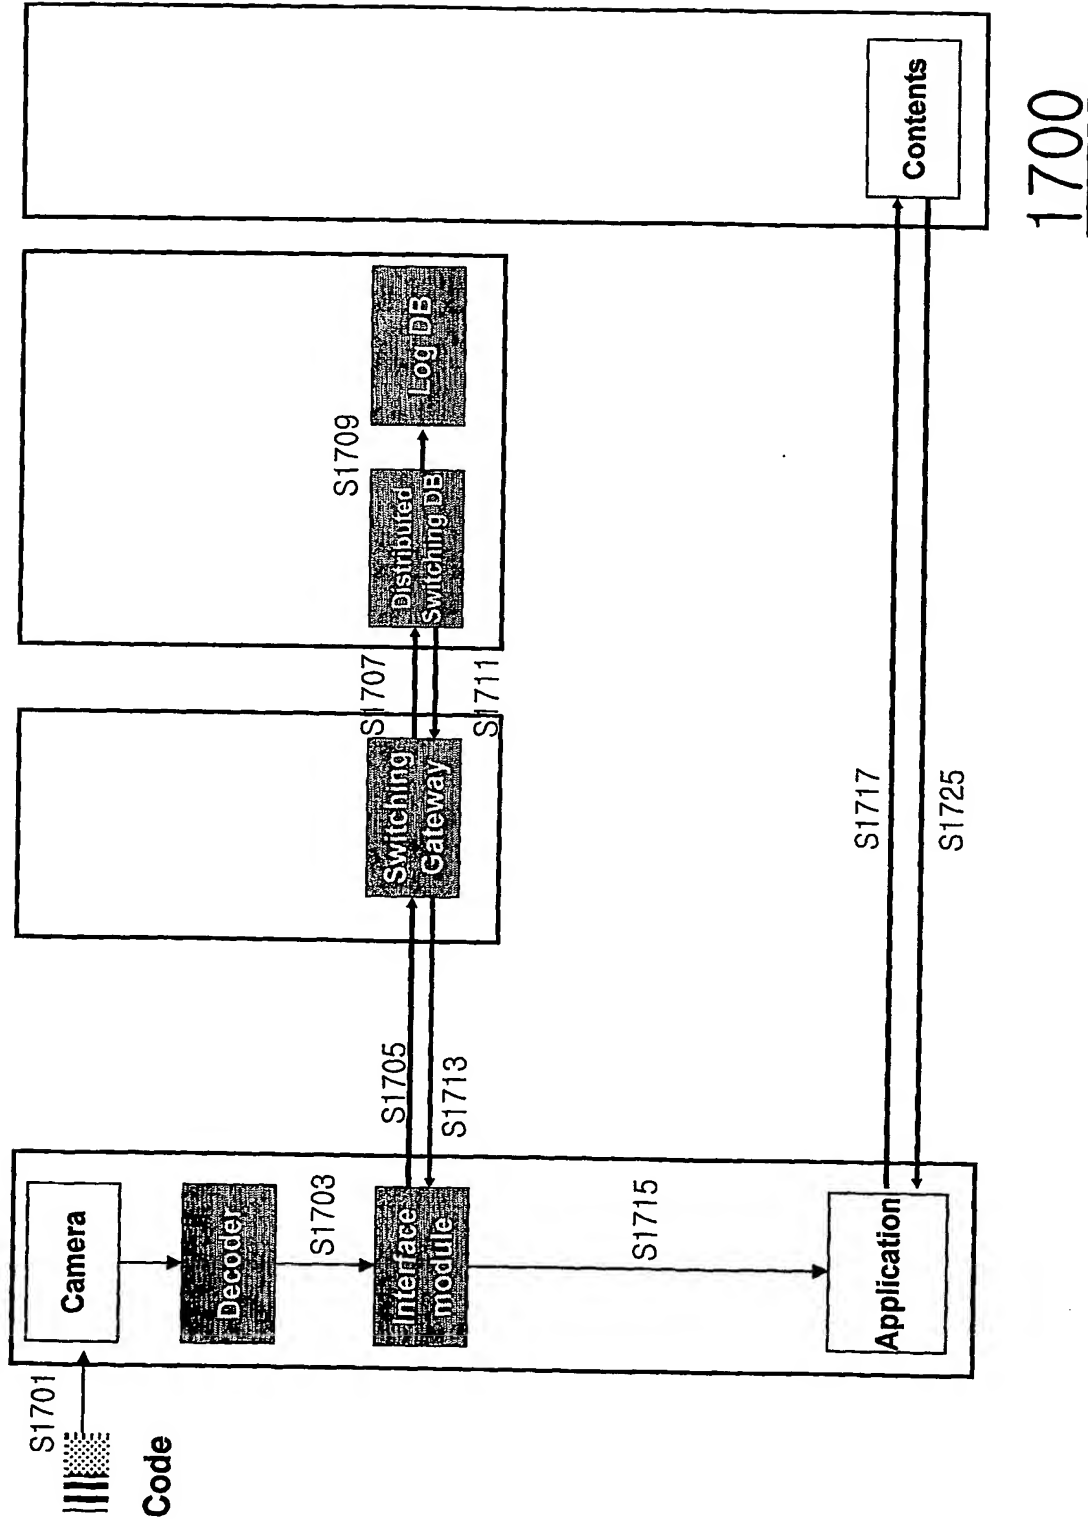 S1701
Code
Camera
Decoder
S1703
Interface
module
S1705
S1713
S1715
Application
Switching
Gateway
S1707
S1711
Distributed
Switching DB
S1709
Log DB
S1717
S1725
Contents
1700